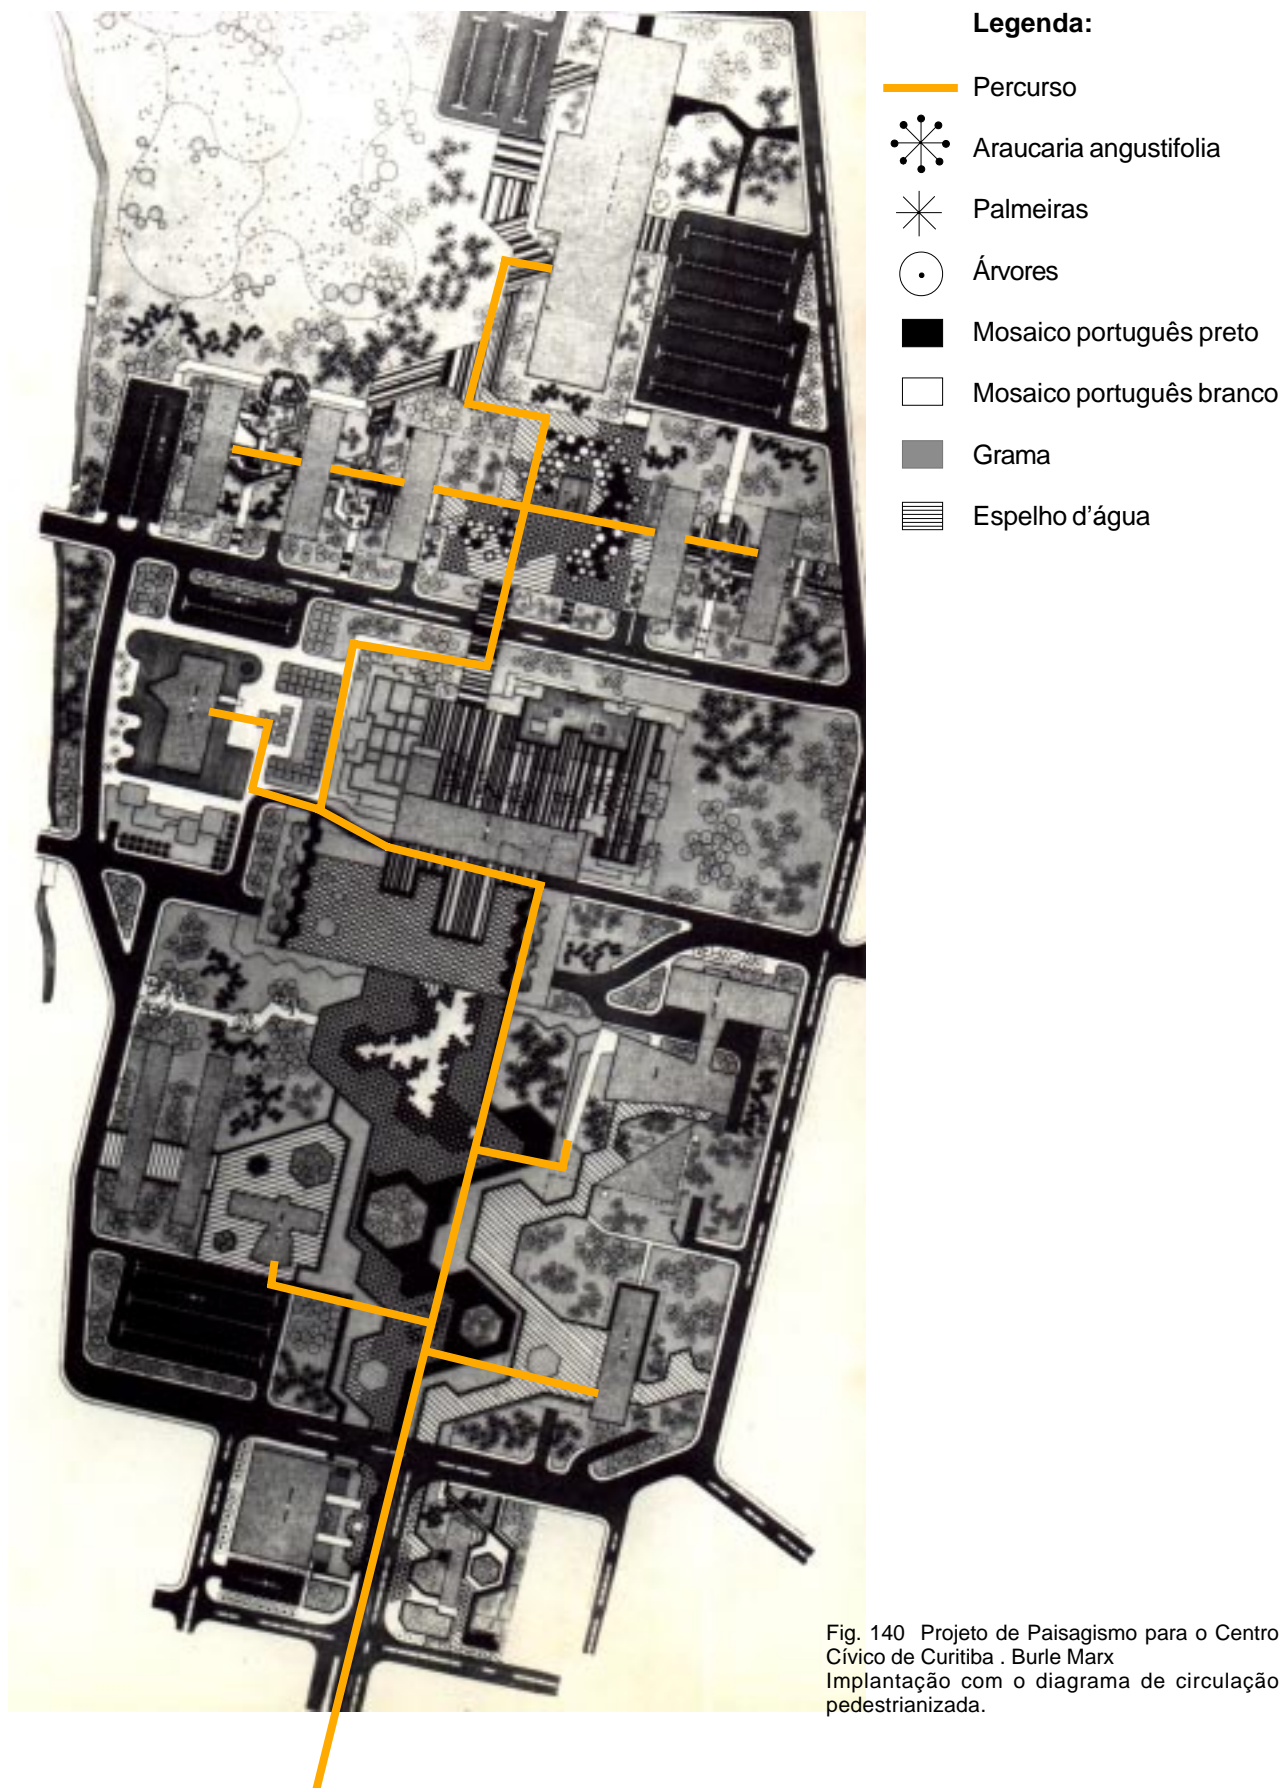 Legenda:
Percurso
Araucaria angustifolia
Palmeiras
Árvores
Mosaico português preto
Mosaico português branco
Grama
Espelho d'água
Fig. 140 Projeto de Paisagismo para o Centro
Cívico de Curitiba . Burle Marx
Implantação com o diagrama de circulação
pedestrianizada.